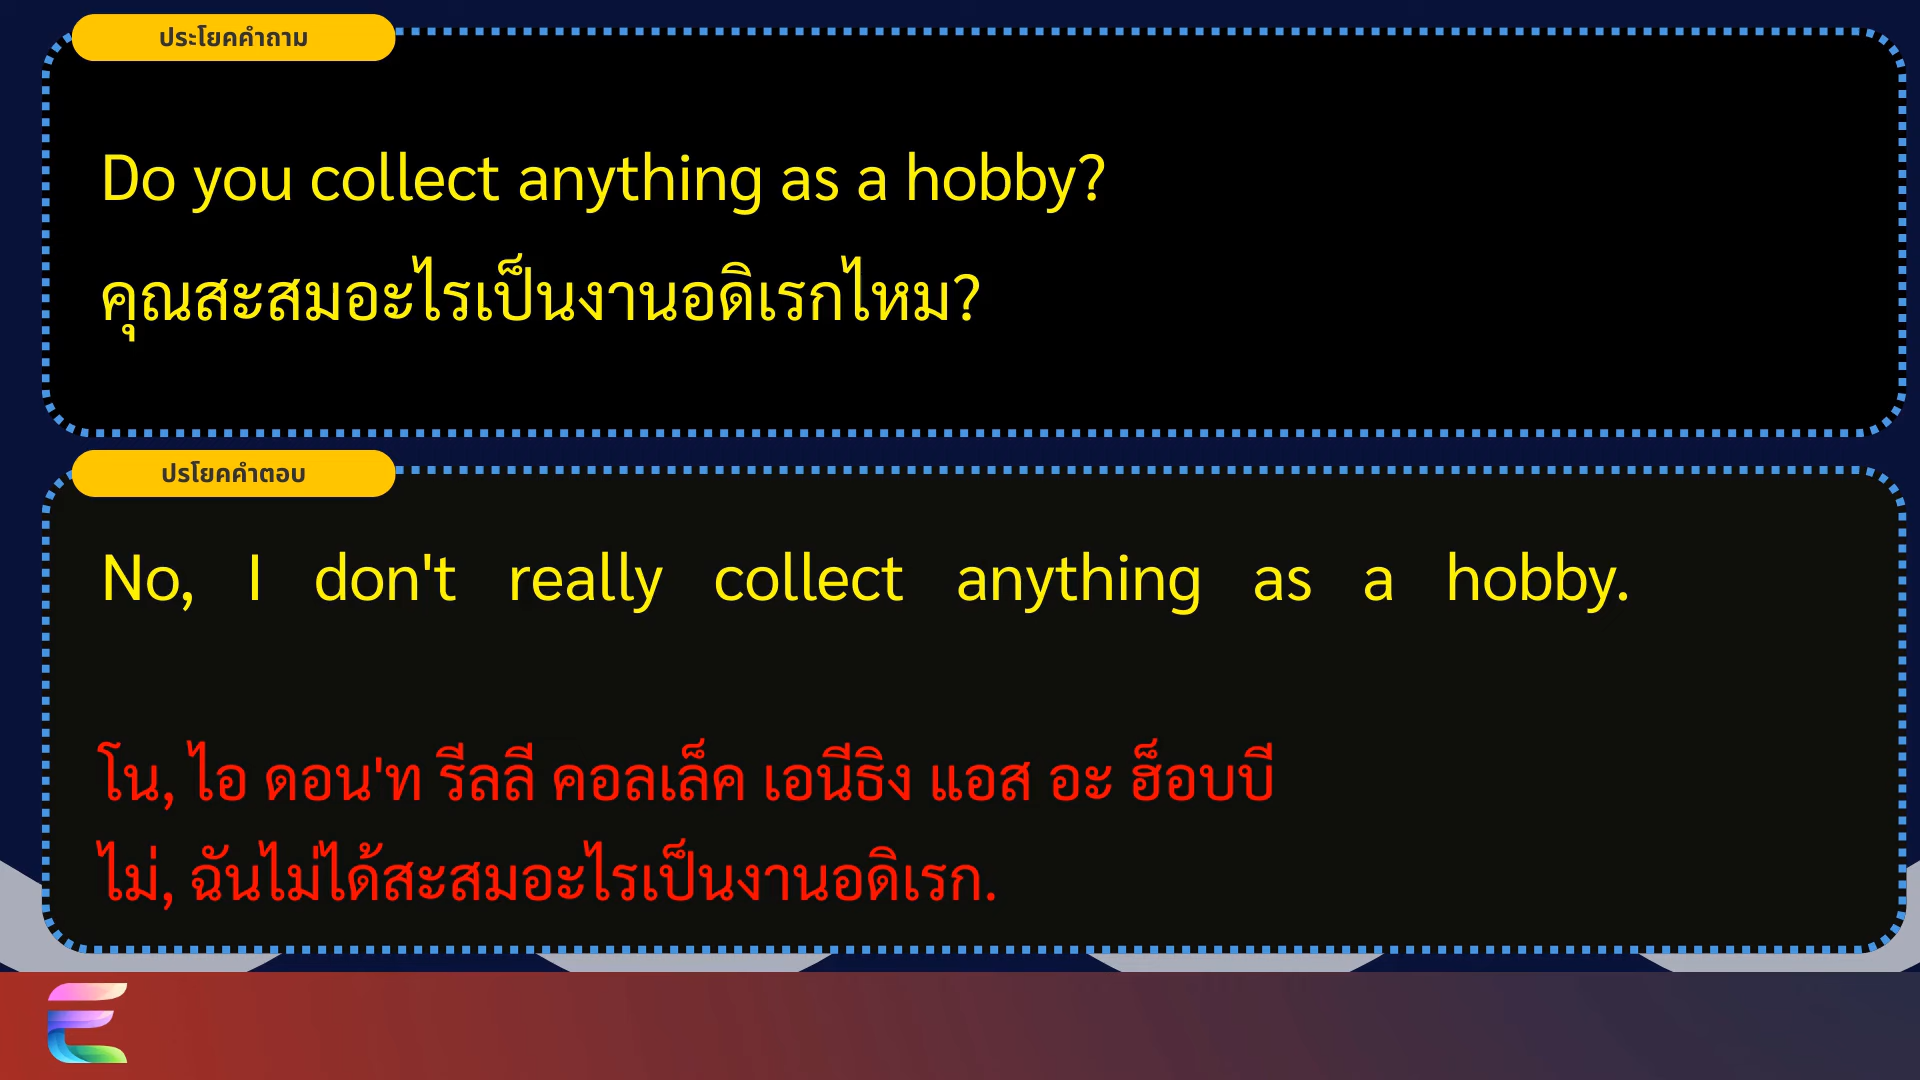 ประโยคคำถาม
Do you collect anything as a hobby?
คุณสะสมอะไรเป็นงานอดิเรกไหม?
ปรโยคคำตอบ
No, I don't really collect anything as a hobby.
โน, ไอ ดอน'ท รีลลี คอลเล็ค เอนีธิง แอส อะ ฮ็อบบี
ไม่, ฉันไม่ได้สะสมอะไรเป็นงานอดิเรก.